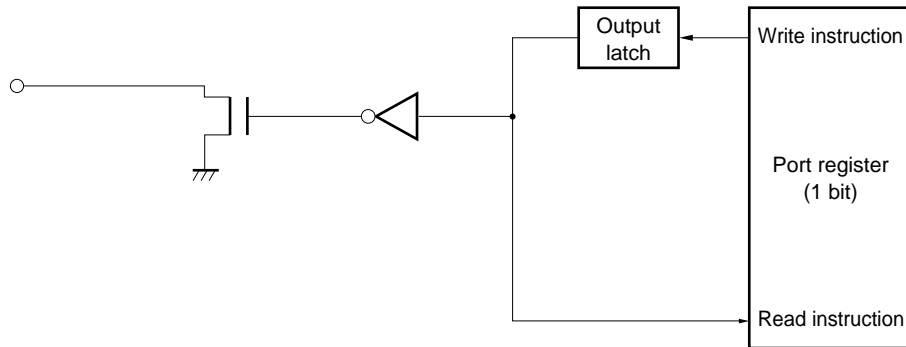 Output
latch
Write instruction
Port register
(1 bit)
Read instruction